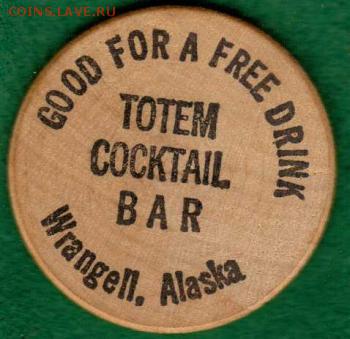 COINS.LAVE.RU
GOOD FOR A FREE DRINK
TOTEM
COCKTAIL
BAR
Wrangell, Alaska